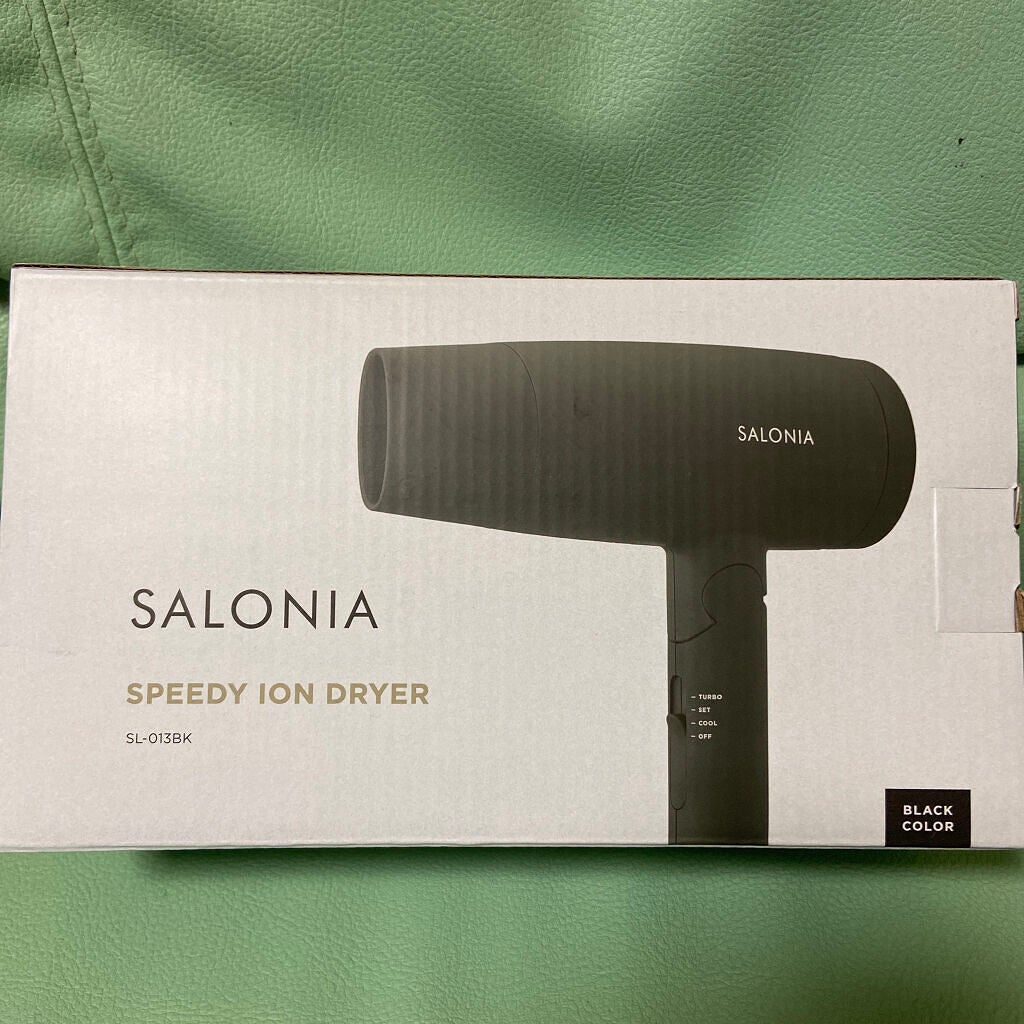 SALONIA
SALONIA
SPEEDY ION DRYER
SL-013BK
– TURBO
– SET
– COOL
– OFF
BLACK
COLOR